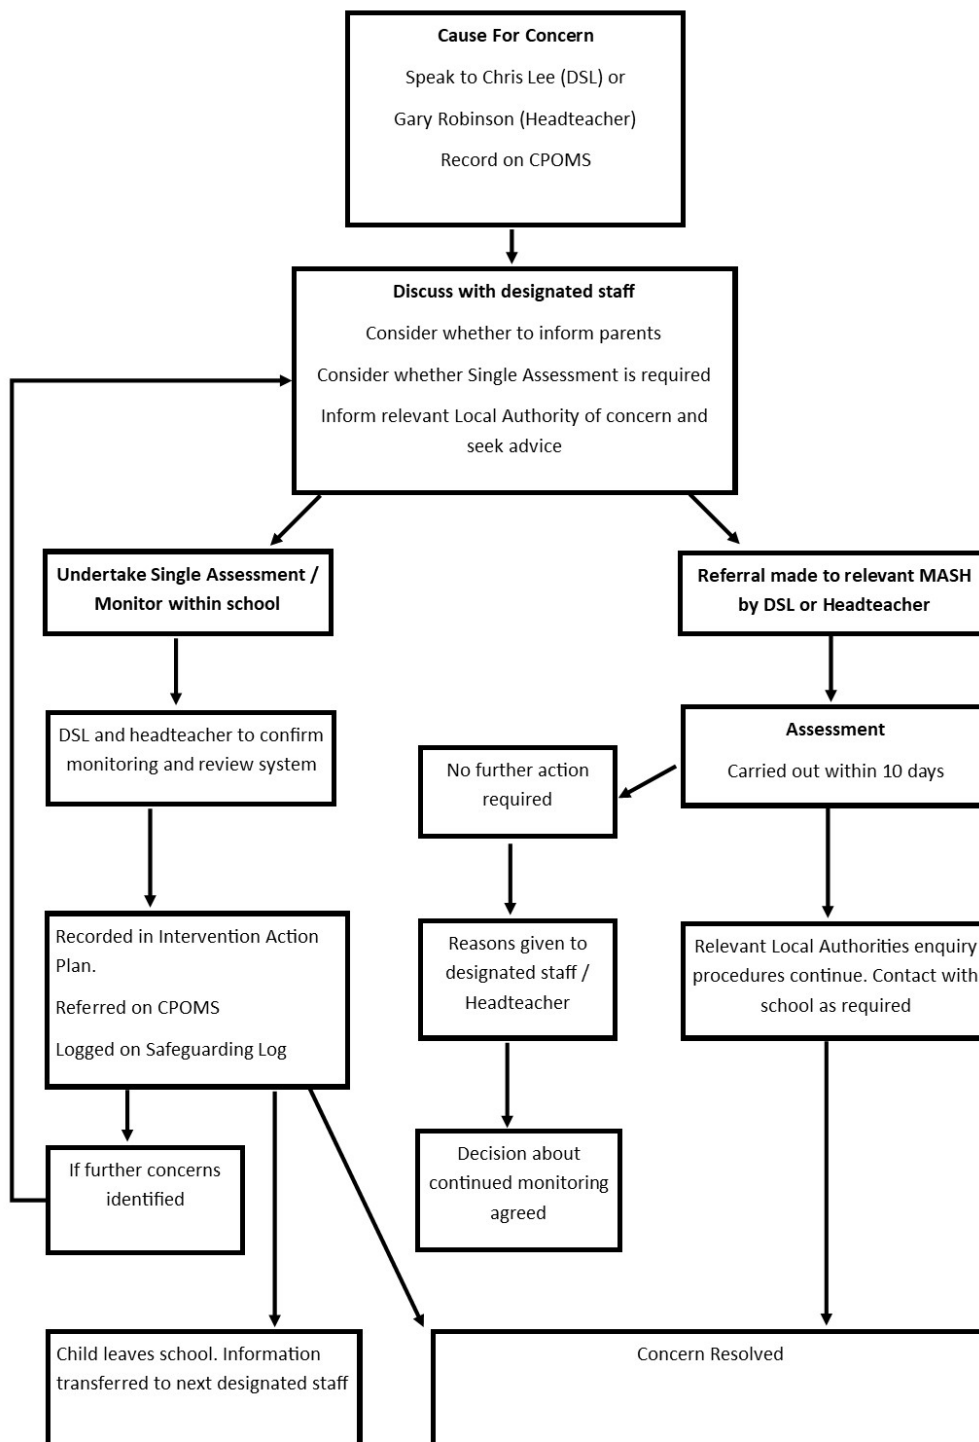 Cause For Concern
Speak to Chris Lee (DSL) or
Gary Robinson (Headteacher)
Record on CPOMS
Discuss with designated staff
Consider whether to inform parents
Consider whether Single Assessment is required
Inform relevant Local Authority of concern and
seek advice
Undertake Single Assessment /
Monitor within school
Referral made to relevant MASH
by DSL or Headteacher
DSL and headteacher to confirm
monitoring and review system
Assessment
Carried out within 10 days
No further action
required
Recorded in Intervention Action
Plan.
Referred on CPOMS
Logged on Safeguarding Log
Reasons given to
designated staff /
Headteacher
Relevant Local Authorities enquiry
procedures continue. Contact with
school as required
If further concerns
identified
Decision about
continued monitoring
agreed
Child leaves school. Information
transferred to next designated staff
Concern Resolved